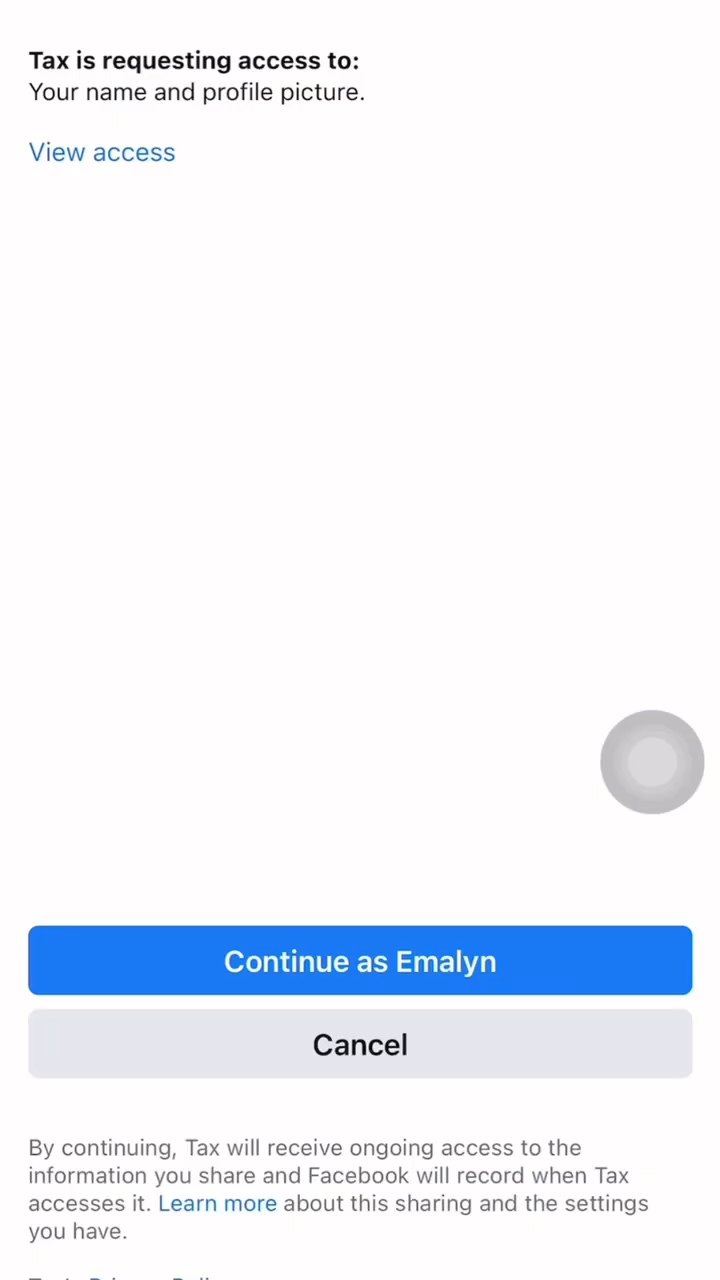 Tax is requesting access to:
Your name and profile picture.
View access
Continue as Emalyn
Cancel
By continuing, Tax will receive ongoing access to the
information you share and Facebook will record when Tax
accesses it. Learn more about this sharing and the settings
you have.